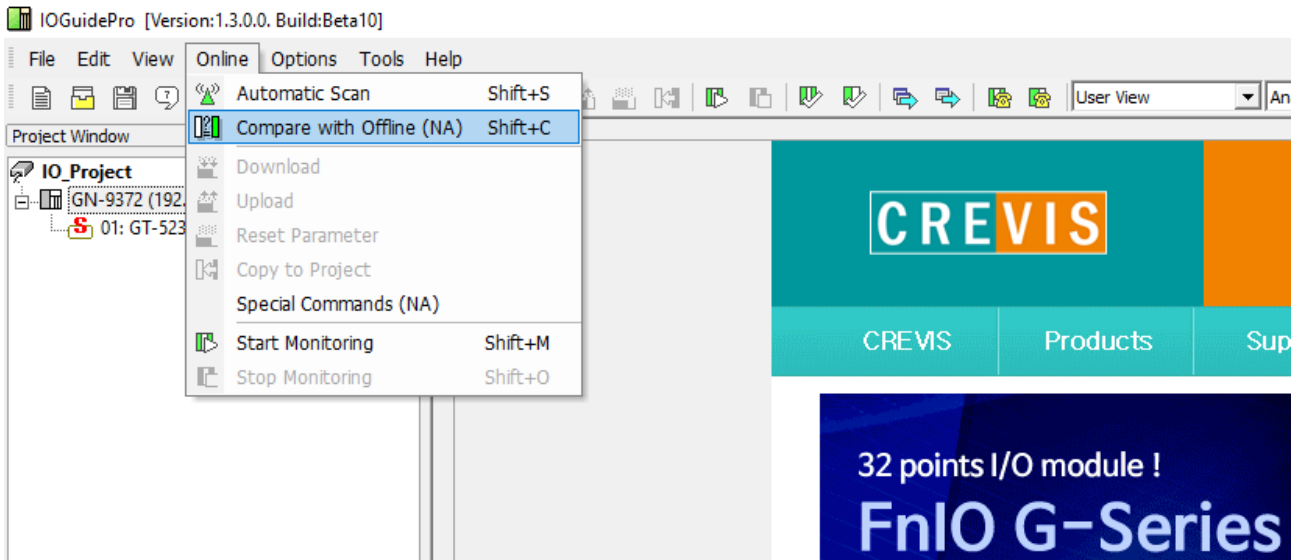 IOGuidePro [Version:1.3.0.0. Build:Beta10]
File Edit View Online Options Tools Help
Automatic Scan Shift+S
User View
An
Compare with Offline (NA) Shift+C
Project Window
Download
IO_Project
Upload
GN-9372 (192.
01: GT-523
Reset Parameter
Copy to Project
Special Commands (NA)
Start Monitoring Shift+M
Stop Monitoring Shift+O
CREVIS
CREVIS Products Sup
32 points I/O module !
FnIO G-Series